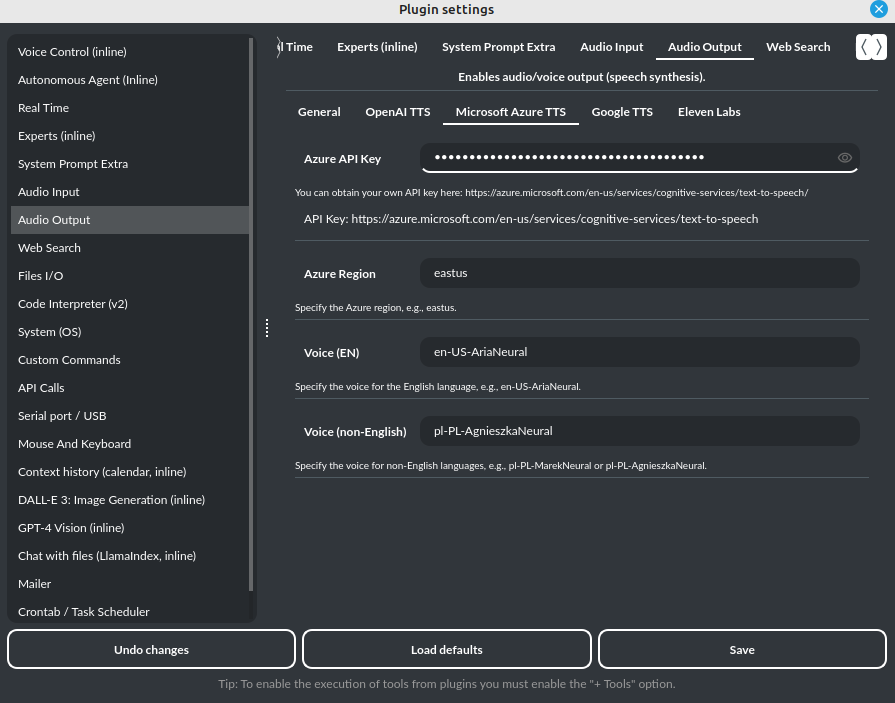 Plugin settings
Voice Control (inline)
Autonomous Agent (Inline)
Real Time
Experts (inline)
System Prompt Extra
Audio Input
Audio Output
Web Search
Files I/O
Code Interpreter (v2)
System (OS)
Custom Commands
API Calls
Serial port / USB
Mouse And Keyboard
Context history (calendar, inline)
DALL-E 3: Image Generation (inline)
GPT-4 Vision (inline)
Chat with files (LlamaIndex, inline)
Mailer
Crontab / Task Scheduler
l Time Experts (inline) System Prompt Extra Audio Input Audio Output Web Search
Enables audio/voice output (speech synthesis).
General OpenAI TTS Microsoft Azure TTS Google TTS Eleven Labs
Azure API Key •••••••••••••••••••••••••••••••••••••••
You can obtain your own API key here: https://azure.microsoft.com/en-us/services/cognitive-services/text-to-speech/
API Key: https://azure.microsoft.com/en-us/services/cognitive-services/text-to-speech
Azure Region eastus
Specify the Azure region, e.g., eastus.
Voice (EN) en-US-AriaNeural
Specify the voice for the English language, e.g., en-US-AriaNeural.
Voice (non-English) pl-PL-AgnieszkaNeural
Specify the voice for non-English languages, e.g., pl-PL-MarekNeural or pl-PL-AgnieszkaNeural.
Undo changes Load defaults Save
Tip: To enable the execution of tools from plugins you must enable the "+ Tools" option.